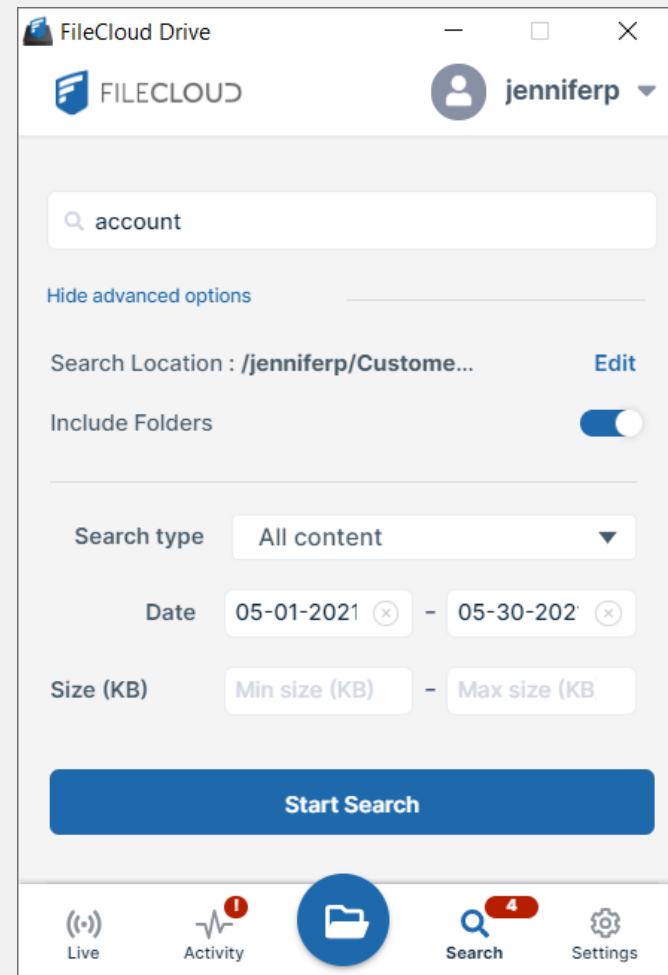 FileCloud Drive
FILECLOUD
jenniferp
account
Hide advanced options
Search Location : /jenniferp/Custome...
Edit
Include Folders
Search type
All content
Date
05-01-2021
-
05-30-202
Size (KB)
Min size (KB)
-
Max size (KB
Start Search
!
4
Live
Activity
Search
Settings